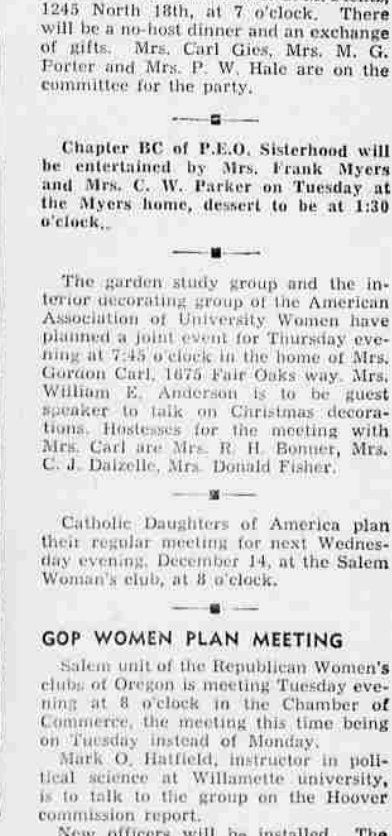 1245 North 18th, at 7 o'clock. There
will be a no-host dinner and an exchange
of gifts. Mrs. Carl Gies, Mrs. M. G.
Porter and Mrs. P. W. Hale are on the
committee for the party.
Chapter BC of P.E.O. Sisterhood will
be entertained by Mrs. Frank Myers
and Mrs. C. W. Parker on Tuesday at
the Myers home, dessert to be at 1:30
o'clock.
The garden study group and the in-
terior decorating group of the American
Association of University Women have
planned a joint event for Thursday eve-
ning at 7:45 o'clock in the home of Mrs.
Gordon Carl, 1675 Fair Oaks way. Mrs.
William E. Anderson is to be guest
speaker to talk on Christmas decora-
tions. Hostesses for the meeting with
Mrs. Carl are Mrs. R. H. Bonner, Mrs.
C. J. Dalzelle, Mrs. Donald Fisher.
Catholic Daughters of America plan
their regular meeting for next Wednes-
day evening, December 14, at the Salem
Woman's club, at 8 o'clock.
GOP WOMEN PLAN MEETING
Salem unit of the Republican Women's
clubs of Oregon is meeting Tuesday eve-
ning at 8 o'clock in the Chamber of
Commerce, the meeting this time being
on Tuesday instead of Monday.
Mark O. Hatfield, instructor in poli-
tical science at Willamette university,
is to talk to the group on the Hoover
commission report.
New officers will be installed. The